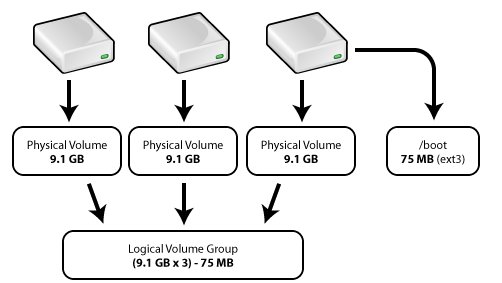 Physical Volume
9.1 GB
Physical Volume
9.1 GB
Physical Volume
9.1 GB
/boot
75 MB (ext3)
Logical Volume Group
(9.1 GB x 3) - 75 MB